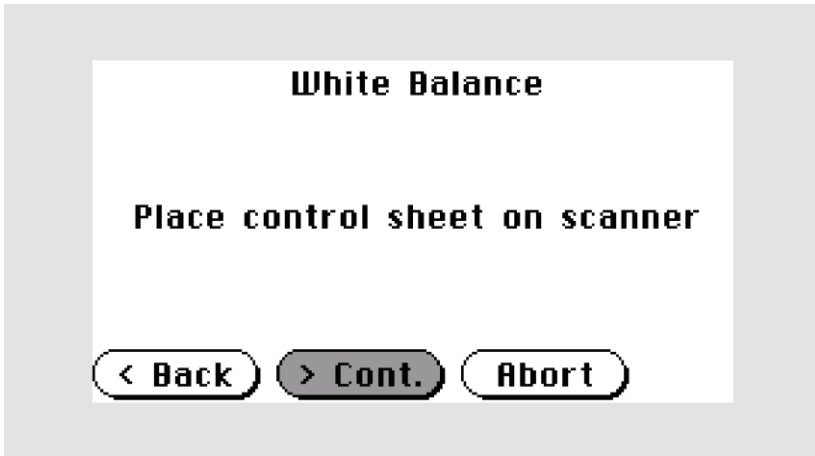 White Balance
Place control sheet on scanner
< Back > Cont. Abort